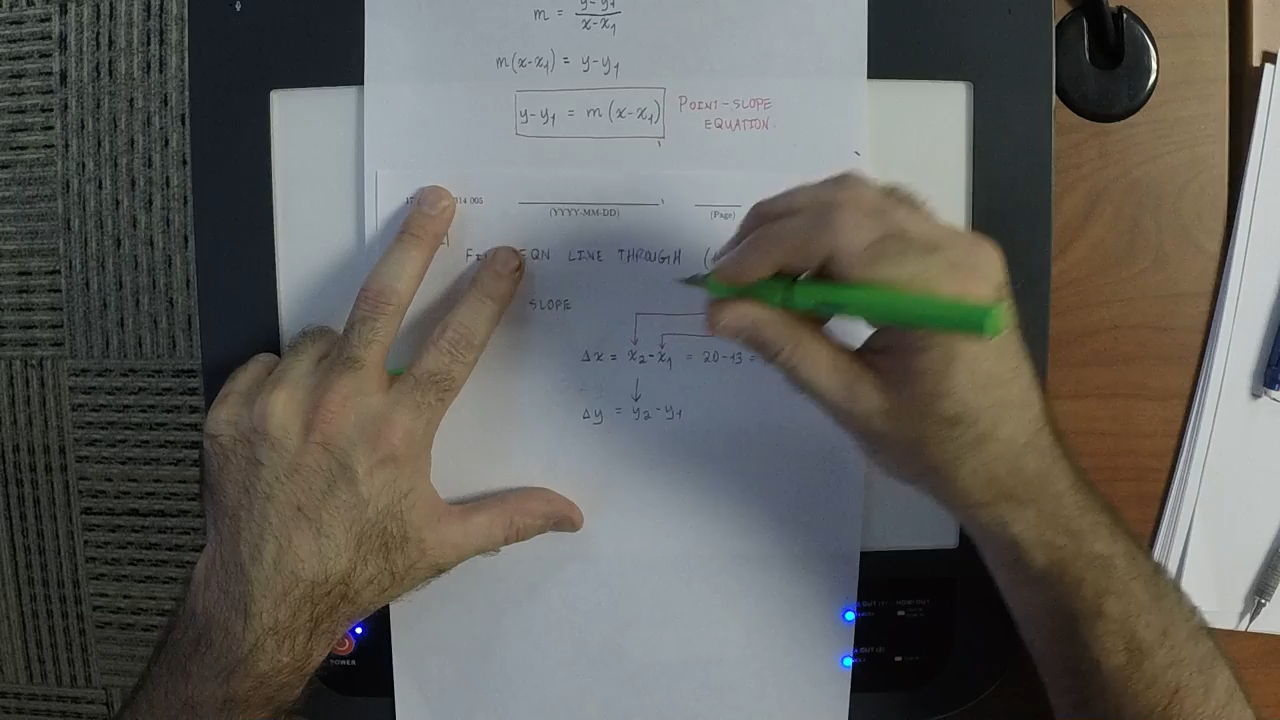 m = y-y1 / x-x1
m(x-x1) = y-y1
y-y1 = m(x-x1) POINT-SLOPE
EQUATION.
(YYYY-MM-DD) (Page)
EQN LINE THROUGH (
SLOPE
Δx = x2-x1 = 20-13 =
Δy = y2-y1
POWER